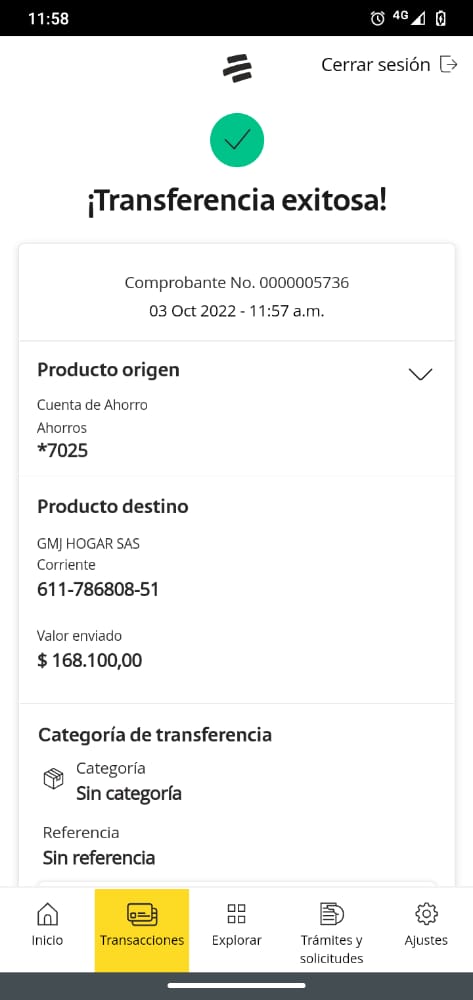 11:58
4G
Cerrar sesión
¡Transferencia exitosa!
Comprobante No. 0000005736
03 Oct 2022 - 11:57 a.m.
Producto origen
Cuenta de Ahorro
Ahorros
*7025
Producto destino
GMJ HOGAR SAS
Corriente
611-786808-51
Valor enviado
$ 168.100,00
Categoría de transferencia
Categoría
Sin categoría
Referencia
Sin referencia
Inicio
Transacciones
Explorar
Trámites y
solicitudes
Ajustes